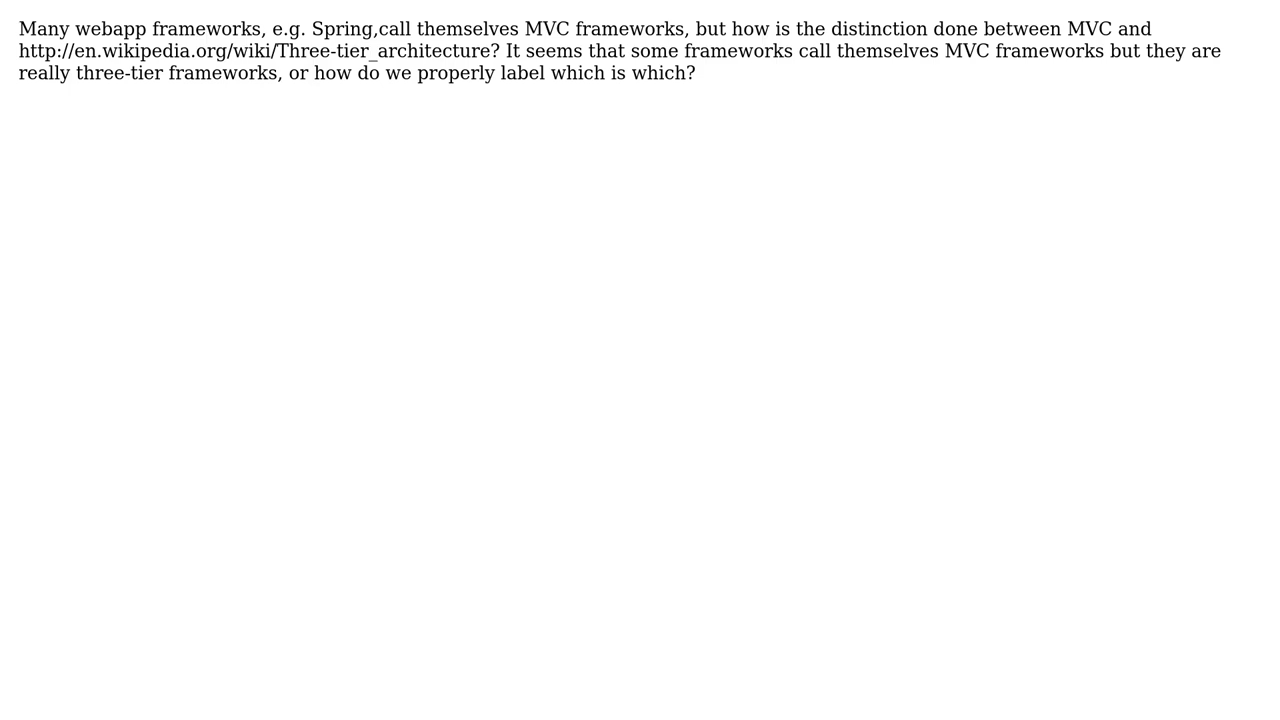 Many webapp frameworks, e.g. Spring,call themselves MVC frameworks, but how is the distinction done between MVC and
http://en.wikipedia.org/wiki/Three-tier_architecture? It seems that some frameworks call themselves MVC frameworks but they are
really three-tier frameworks, or how do we properly label which is which?